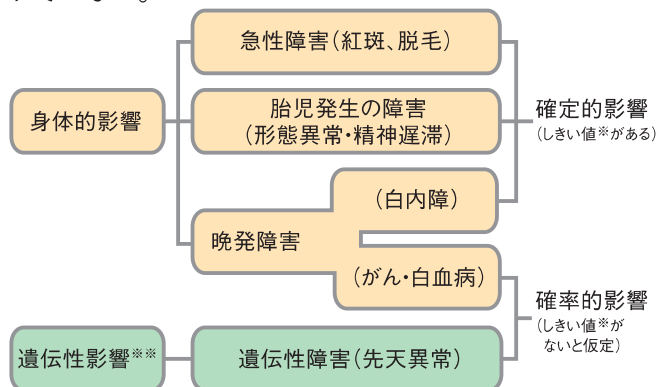 急性障害(紅斑、脱毛)
身体的影響
胎児発生の障害
(形態異常・精神遅滞)
確定的影響
(しきい値※がある)
(白内障)
晩発障害
(がん・白血病)
確率的影響
(しきい値※が
ないと仮定)
遺伝性影響※※
遺伝性障害(先天異常)